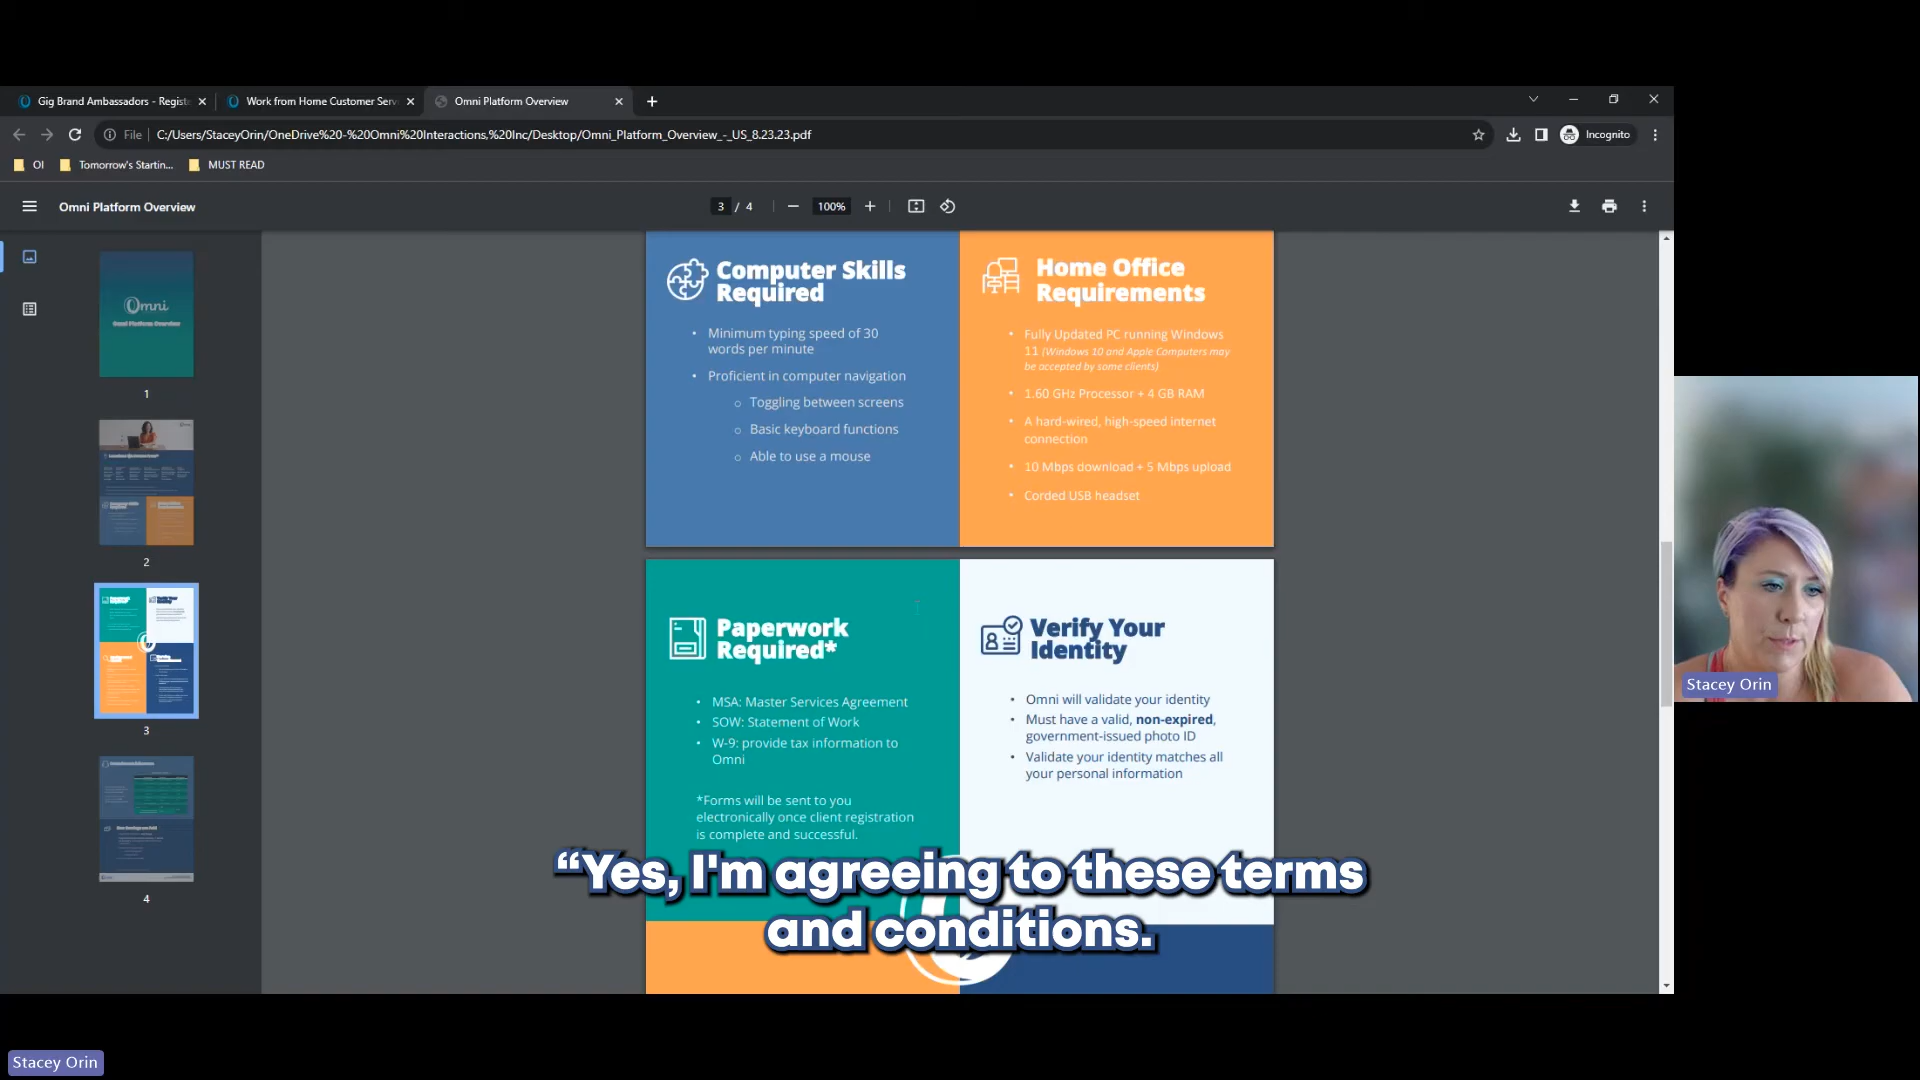 Gig Brand Ambassadors - Registe
Work from Home Customer Serv
Omni Platform Overview
File
C:/Users/StaceyOrin/OneDrive%20-%20Omni%20Interactions,%20Inc/Desktop/Omni_Platform_Overview_-_US_8.23.23.pdf
Incognito
OI
Tomorrow's Startin...
MUST READ
Omni Platform Overview
3 / 4
100%
Omni
Omni Platform Overview
1
2
3
4
Computer Skills
Required
• Minimum typing speed of 30
words per minute
• Proficient in computer navigation
○ Toggling between screens
○ Basic keyboard functions
○ Able to use a mouse
Home Office
Requirements
• Fully Updated PC running Windows
11 (Windows 10 and Apple Computers may
be accepted by some clients)
• 1.60 GHz Processor + 4 GB RAM
• A hard-wired, high-speed internet
connection
• 10 Mbps download + 5 Mbps upload
• Corded USB headset
Paperwork
Required*
• MSA: Master Services Agreement
• SOW: Statement of Work
• W-9: provide tax information to
Omni
*Forms will be sent to you
electronically once client registration
is complete and successful.
Verify Your
Identity
• Omni will validate your identity
• Must have a valid, non-expired,
government-issued photo ID
• Validate your identity matches all
your personal information
“Yes, I'm agreeing to these terms
and conditions.
Stacey Orin
Stacey Orin